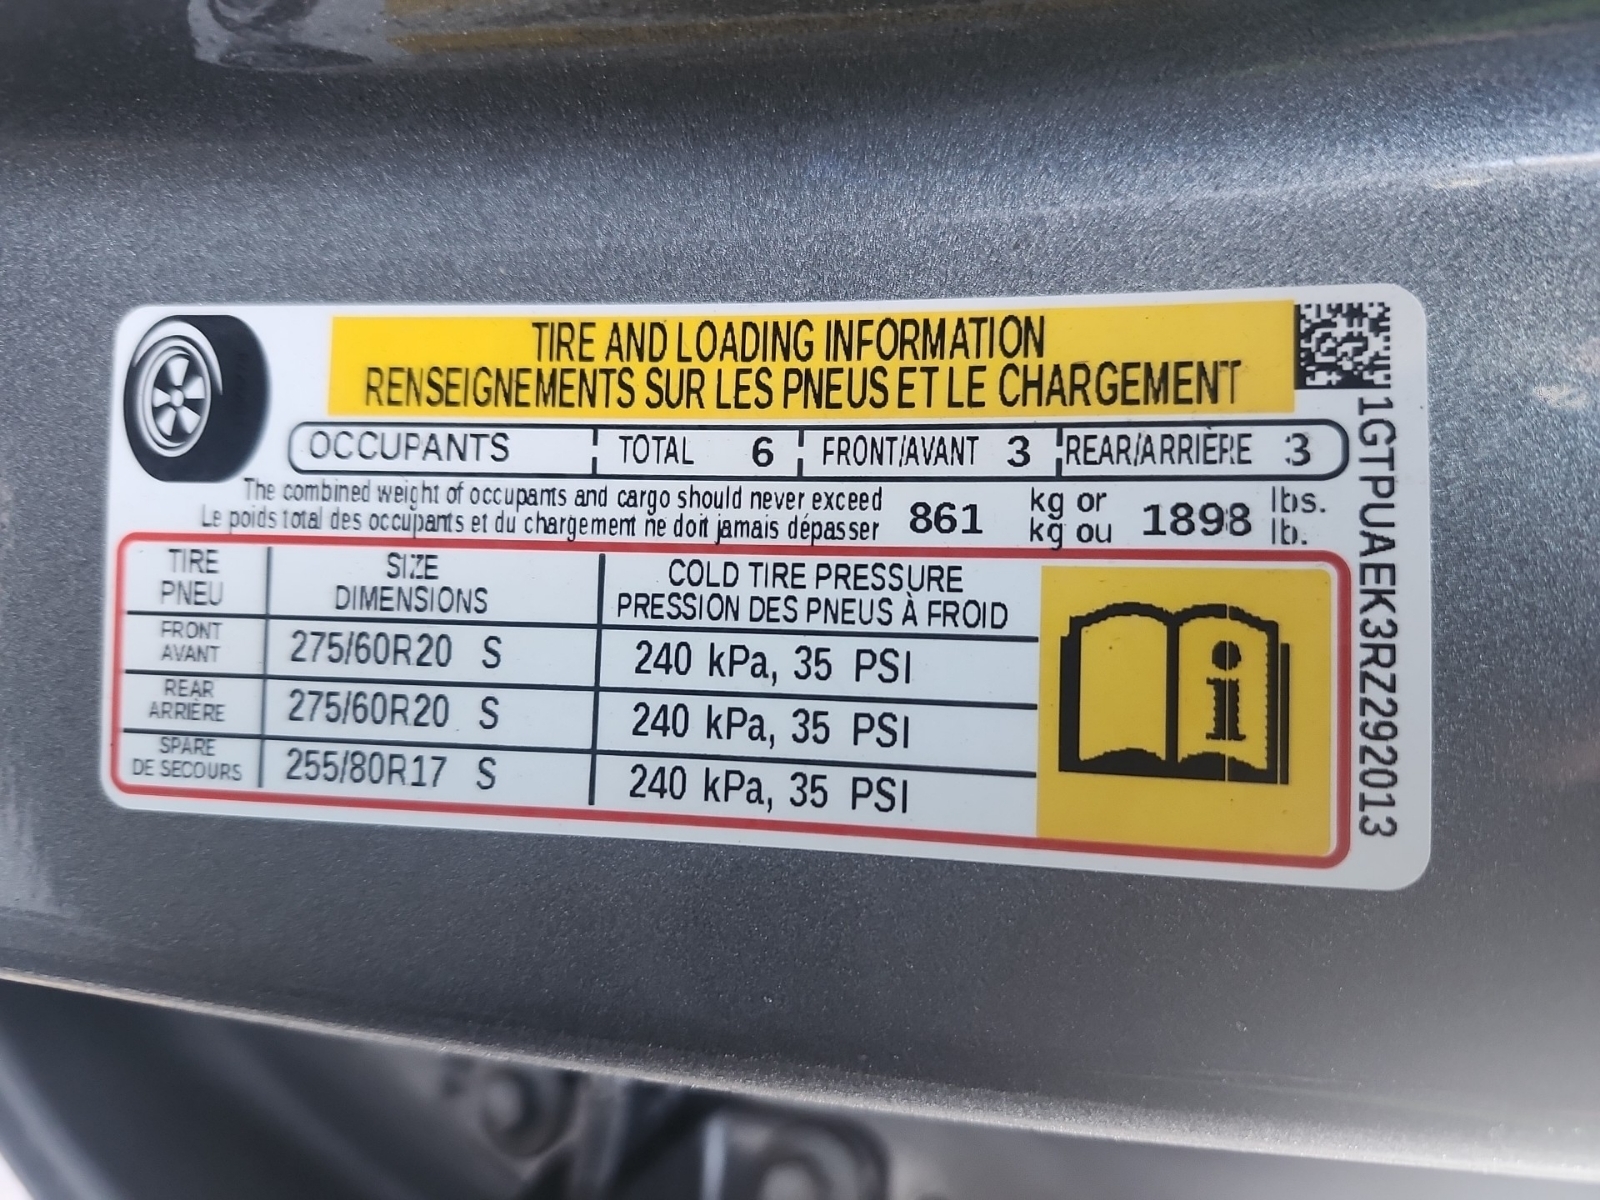 TIRE AND LOADING INFORMATION
RENSEIGNEMENTS SUR LES PNEUS ET LE CHARGEMENT
OCCUPANTS TOTAL 6 FRONT/AVANT 3 REAR/ARRIÈRE 3
The combined weight of occupants and cargo should never exceed
Le poids total des occupants et du chargement ne doit jamais dépasser
861 kg or 1898 lbs.
kg ou lb.
TIRE SIZE COLD TIRE PRESSURE
PNEU DIMENSIONS PRESSION DES PNEUS À FROID
FRONT
AVANT 275/60R20 S 240 kPa, 35 PSI
REAR
ARRIÈRE 275/60R20 S 240 kPa, 35 PSI
SPARE
DE SECOURS 255/80R17 S 240 kPa, 35 PSI
1GTPUAEK3RZ292013